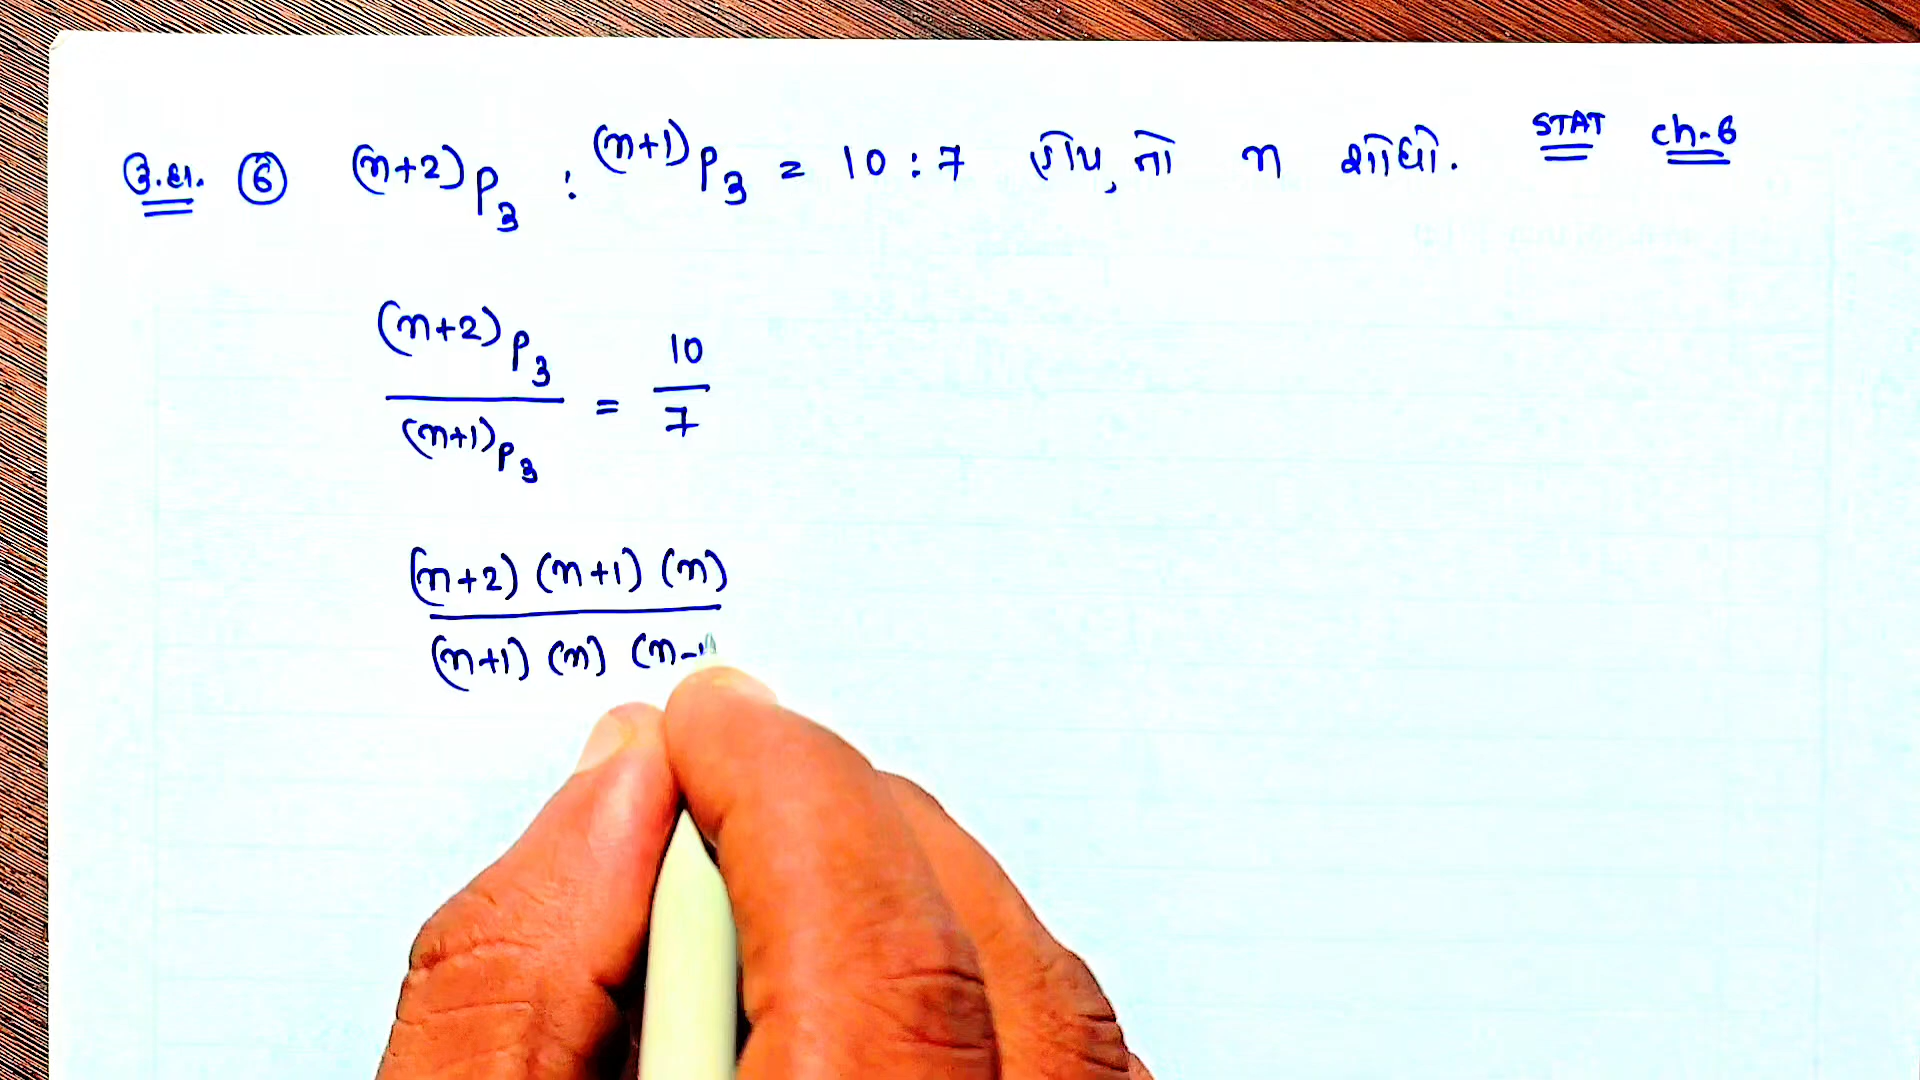 ઉ.દા. ⑥ (n+2)P₃ : (n+1)P₃ = 10 : 7 હોય, તો n શોધો. STAT ch-6
(n+2)P₃
/ (n+1)P₃ = 10/7
(n+2) (n+1) (n)
(n+1) (n) (n-1